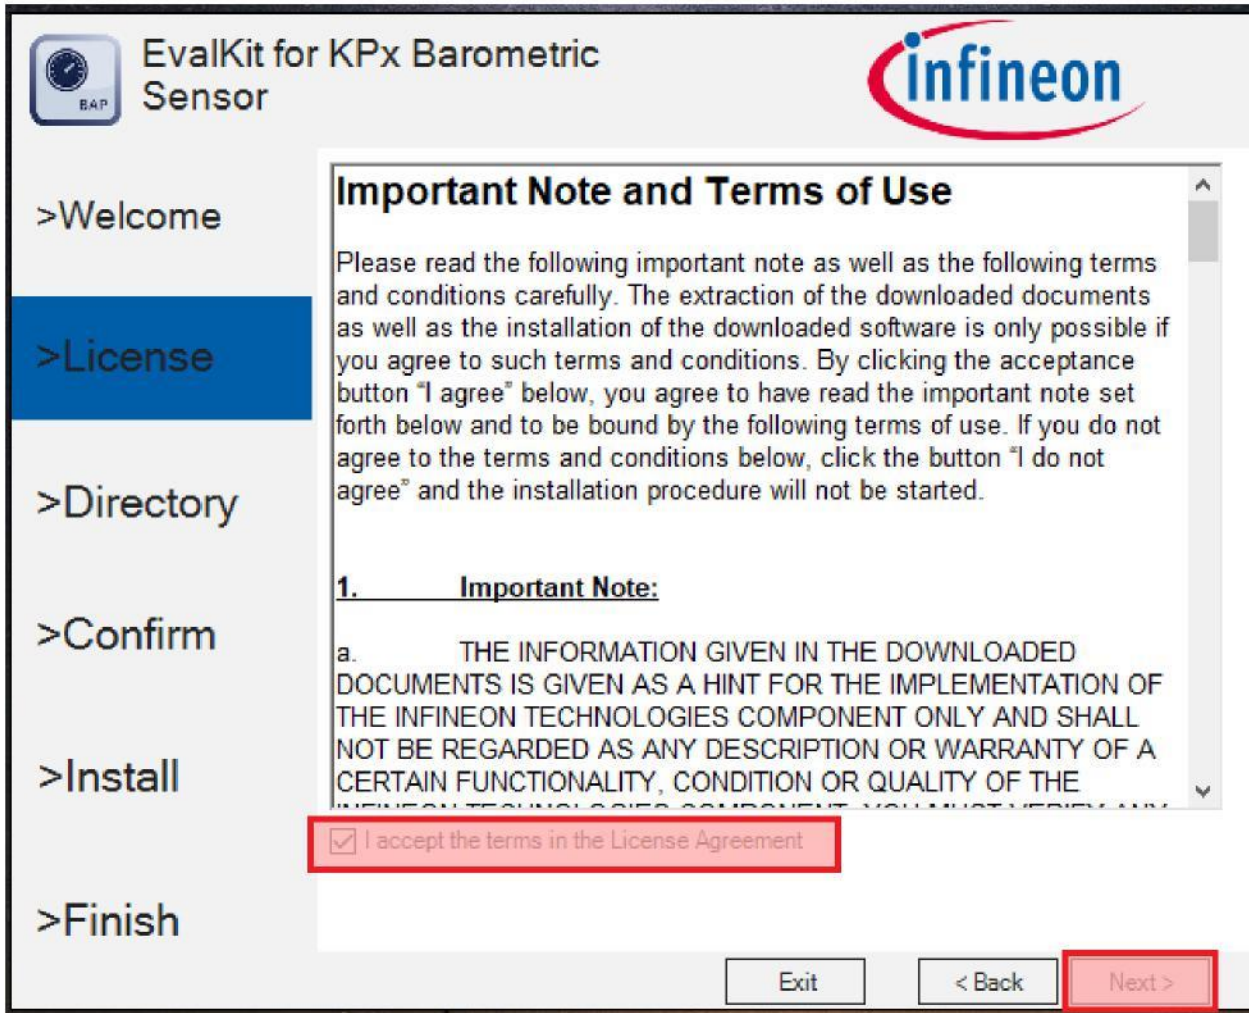 EvalKit for KPx Barometric
Sensor
BAP
infineon
>Welcome
>License
>Directory
>Confirm
>Install
>Finish
Important Note and Terms of Use
Please read the following important note as well as the following terms
and conditions carefully. The extraction of the downloaded documents
as well as the installation of the downloaded software is only possible if
you agree to such terms and conditions. By clicking the acceptance
button “I agree” below, you agree to have read the important note set
forth below and to be bound by the following terms of use. If you do not
agree to the terms and conditions below, click the button “I do not
agree” and the installation procedure will not be started.
1. Important Note:
a. THE INFORMATION GIVEN IN THE DOWNLOADED
DOCUMENTS IS GIVEN AS A HINT FOR THE IMPLEMENTATION OF
THE INFINEON TECHNOLOGIES COMPONENT ONLY AND SHALL
NOT BE REGARDED AS ANY DESCRIPTION OR WARRANTY OF A
CERTAIN FUNCTIONALITY, CONDITION OR QUALITY OF THE
INFINEON TECHNOLOGIES COMPONENT. YOU MUST VERIFY ANY
I accept the terms in the License Agreement
Exit
< Back
Next >